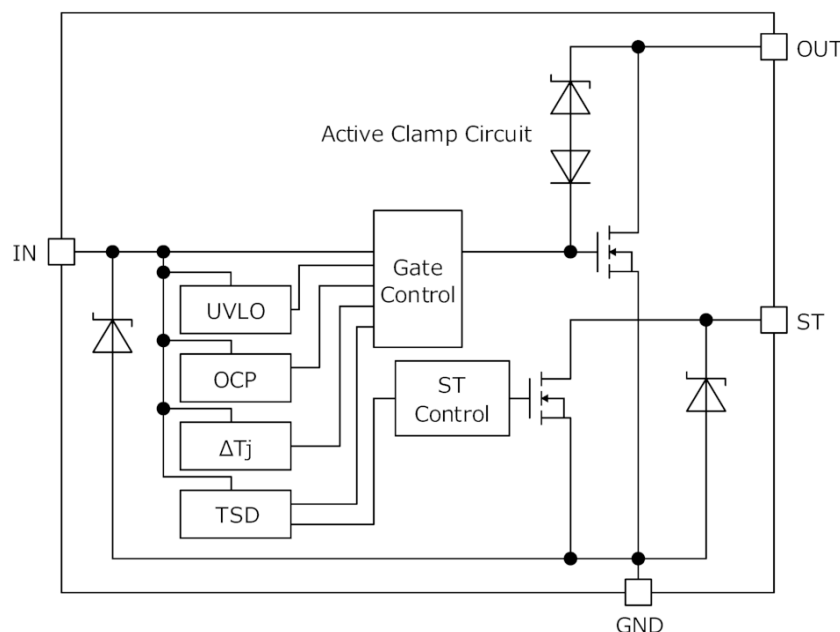 OUT
Active Clamp Circuit
IN
Gate
Control
UVLO
ST
OCP
ST
Control
ΔTj
TSD
GND